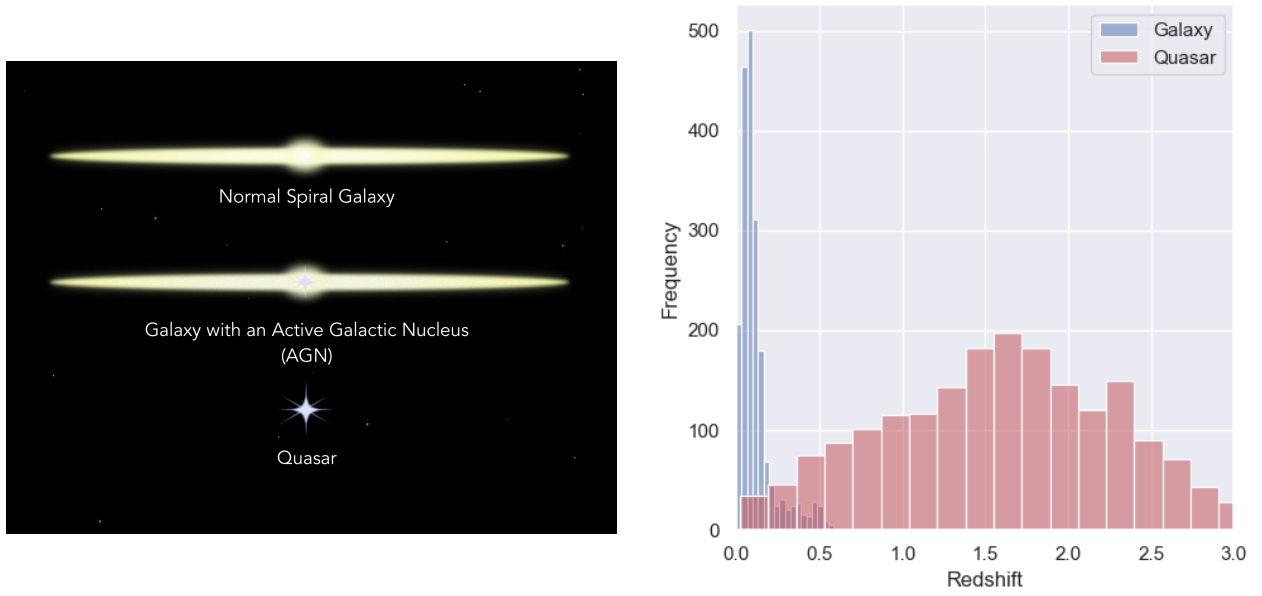 Normal Spiral Galaxy
Galaxy with an Active Galactic Nucleus
(AGN)
Quasar
Galaxy
Quasar
500
400
300
200
100
0
Frequency
0.0 0.5 1.0 1.5 2.0 2.5 3.0
Redshift